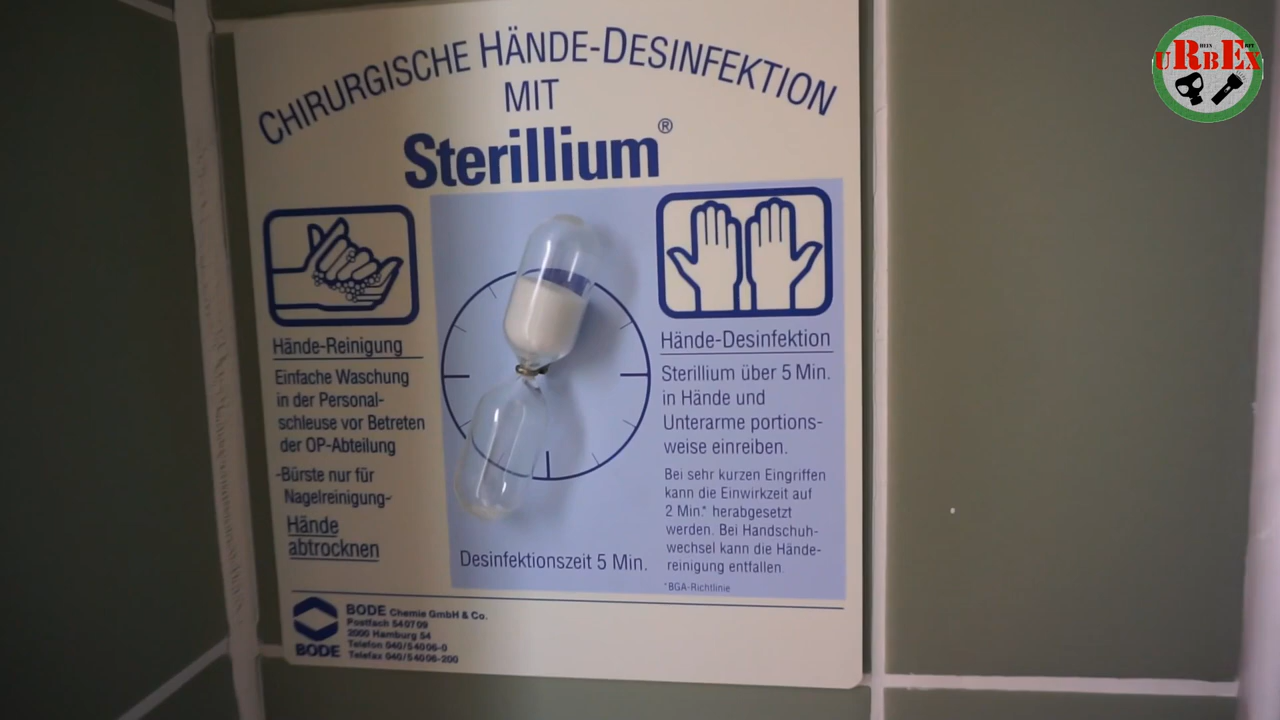 CHIRURGISCHE HÄNDE-DESINFEKTION
MIT
Sterillium®
Hände-Reinigung
Einfache Waschung
in der Personal-
schleuse vor Betreten
der OP-Abteilung
-Bürste nur für
Nagelreinigung-
Hände
abtrocknen
Desinfektionszeit 5 Min.
Hände-Desinfektion
Sterillium über 5 Min.
in Hände und
Unterarme portions-
weise einreiben.
Bei sehr kurzen Eingriffen
kann die Einwirkzeit auf
2 Min.* herabgesetzt
werden. Bei Handschuh-
wechsel kann die Hände-
reinigung entfallen.
*BGA-Richtlinie
BODE
BODE Chemie GmbH & Co.
Postfach 540709
2000 Hamburg 54
Telefon 040/54006-0
Telefax 040/54006-200
URBEX